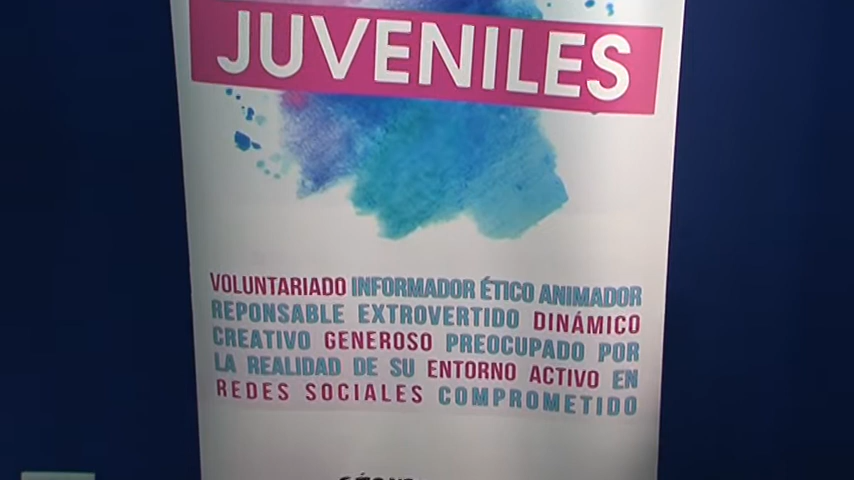 JUVENILES
VOLUNTARIADO INFORMADOR ÉTICO ANIMADOR
REPONSABLE EXTROVERTIDO DINÁMICO
CREATIVO GENEROSO PREOCUPADO POR
LA REALIDAD DE SU ENTORNO ACTIVO EN
REDES SOCIALES COMPROMETIDO